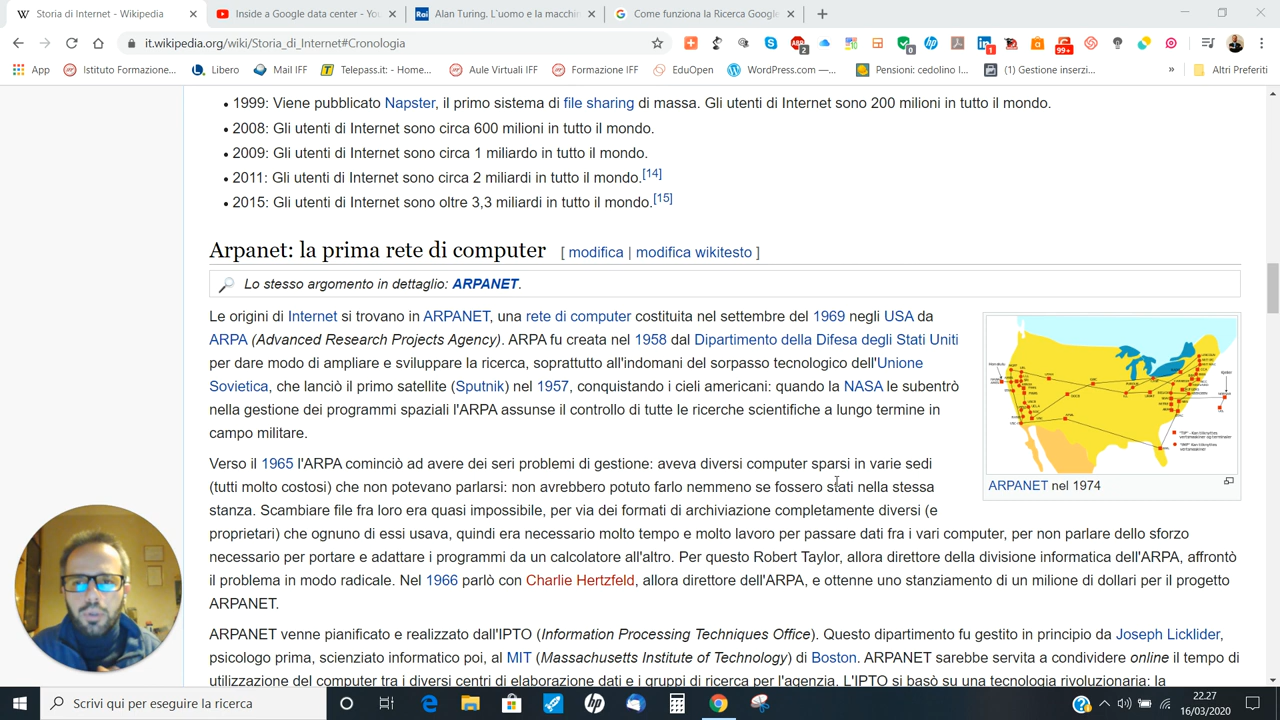 Storia di Internet - Wikipedia
Inside a Google data center - Yo
Alan Turing. L'uomo e la macchin
Come funziona la Ricerca Google
it.wikipedia.org/wiki/Storia_di_Internet#Cronologia
App
Istituto Formazione...
Libero
Mail IFF
Telepass.it: - Home...
Aule Virtuali IFF
Formazione IFF
EduOpen
WordPress.com —...
Pensioni: cedolino l...
(1) Gestione inserzi...
»
Altri Preferiti
• 1999: Viene pubblicato Napster, il primo sistema di file sharing di massa. Gli utenti di Internet sono 200 milioni in tutto il mondo.
• 2008: Gli utenti di Internet sono circa 600 milioni in tutto il mondo.
• 2009: Gli utenti di Internet sono circa 1 miliardo in tutto il mondo.
• 2011: Gli utenti di Internet sono circa 2 miliardi in tutto il mondo.[14]
• 2015: Gli utenti di Internet sono oltre 3,3 miliardi in tutto il mondo.[15]
Arpanet: la prima rete di computer [ modifica | modifica wikitesto ]
Lo stesso argomento in dettaglio: ARPANET.
Le origini di Internet si trovano in ARPANET, una rete di computer costituita nel settembre del 1969 negli USA da
ARPA (Advanced Research Projects Agency). ARPA fu creata nel 1958 dal Dipartimento della Difesa degli Stati Uniti
per dare modo di ampliare e sviluppare la ricerca, soprattutto all'indomani del sorpasso tecnologico dell'Unione
Sovietica, che lanciò il primo satellite (Sputnik) nel 1957, conquistando i cieli americani: quando la NASA le subentrò
nella gestione dei programmi spaziali l'ARPA assunse il controllo di tutte le ricerche scientifiche a lungo termine in
campo militare.
ARPANET nel 1974
Verso il 1965 l'ARPA cominciò ad avere dei seri problemi di gestione: aveva diversi computer sparsi in varie sedi
(tutti molto costosi) che non potevano parlarsi: non avrebbero potuto farlo nemmeno se fossero stati nella stessa
stanza. Scambiare file fra loro era quasi impossibile, per via dei formati di archiviazione completamente diversi (e
proprietari) che ognuno di essi usava, quindi era necessario molto tempo e molto lavoro per passare dati fra i vari computer, per non parlare dello sforzo
necessario per portare e adattare i programmi da un calcolatore all'altro. Per questo Robert Taylor, allora direttore della divisione informatica dell'ARPA, affrontò
il problema in modo radicale. Nel 1966 parlò con Charlie Hertzfeld, allora direttore dell'ARPA, e ottenne uno stanziamento di un milione di dollari per il progetto
ARPANET.
ARPANET venne pianificato e realizzato dall'IPTO (Information Processing Techniques Office). Questo dipartimento fu gestito in principio da Joseph Licklider,
psicologo prima, scienziato informatico poi, al MIT (Massachusetts Institute of Technology) di Boston. ARPANET sarebbe servita a condividere online il tempo di
utilizzazione del computer tra i diversi centri di elaborazione dati e i gruppi di ricerca per l'agenzia. L'IPTO si basò su una tecnologia rivoluzionaria: la
Scrivi qui per eseguire la ricerca
22.27
16/03/2020